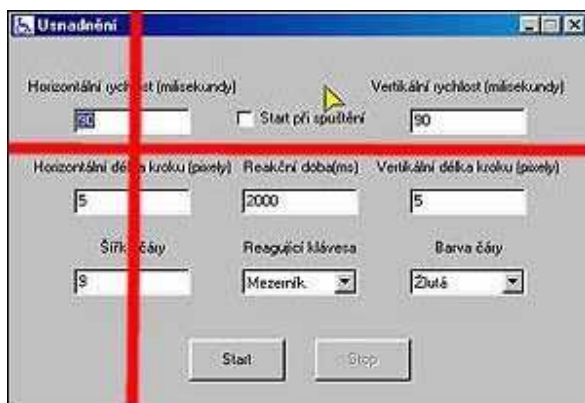 Usnadnění
Horizontální rychlost (milisekundy) Vertikální rychlost (milisekundy)
90 Start při spuštění 90
Horizontální délka kroku (pixely) Reakční doba(ms) Vertikální délka kroku (pixely)
5 2000 5
Šířka čáry Reagující klávesa Barva čáry
9 Mezerník Žlutá
Start Stop